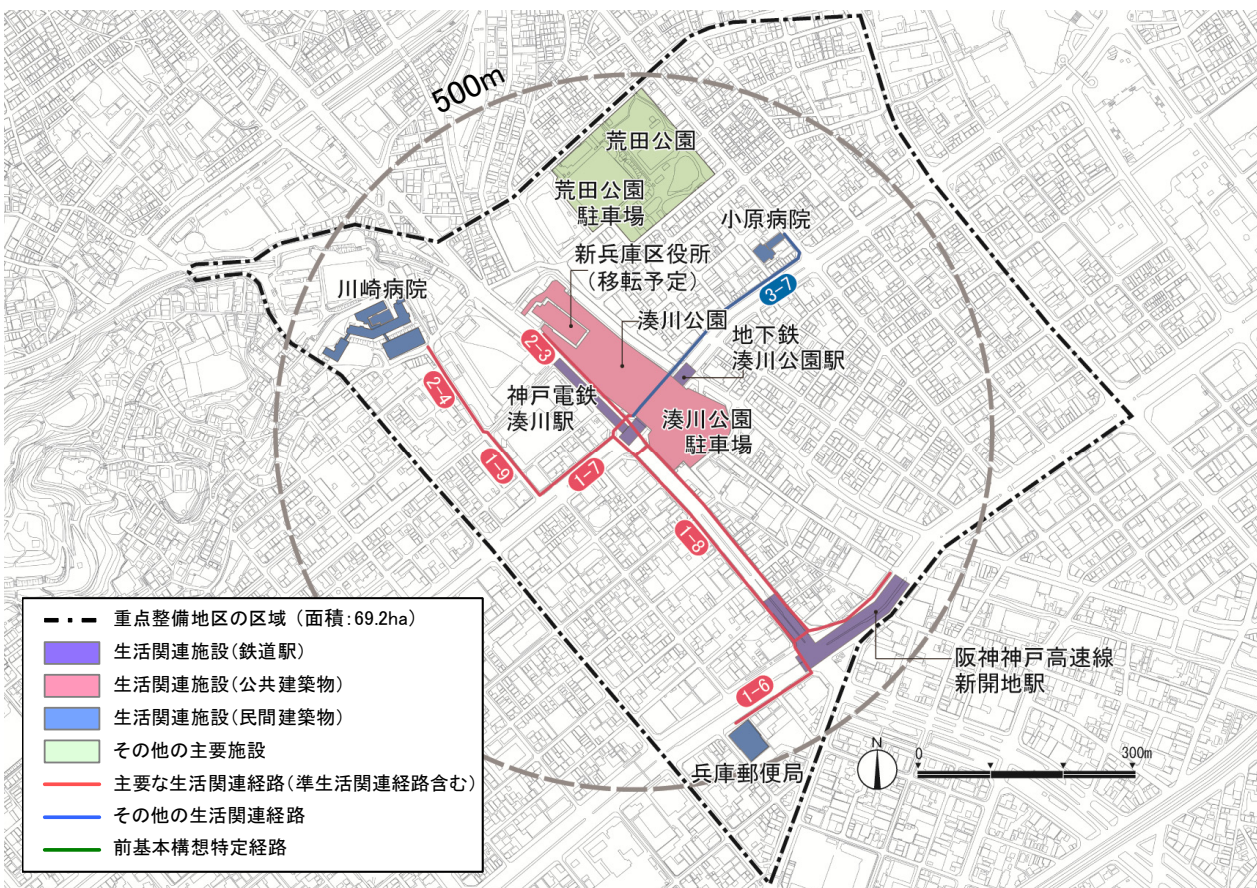 500m
荒田公園
荒田公園
駐車場
小原病院
新兵庫区役所
(移転予定)
3-7
川崎病院
湊川公園
地下鉄
湊川公園駅
2-3
2-4
神戸電鉄
湊川駅
湊川公園
駐車場
1-9
1-7
1-8
阪神神戸高速線
新開地駅
1-6
兵庫郵便局
N
0
300m
重点整備地区の区域（面積：69.2ha）
生活関連施設（鉄道駅）
生活関連施設（公共建築物）
生活関連施設（民間建築物）
その他の主要施設
主要な生活関連経路（準生活関連経路含む）
その他の生活関連経路
前基本構想特定経路